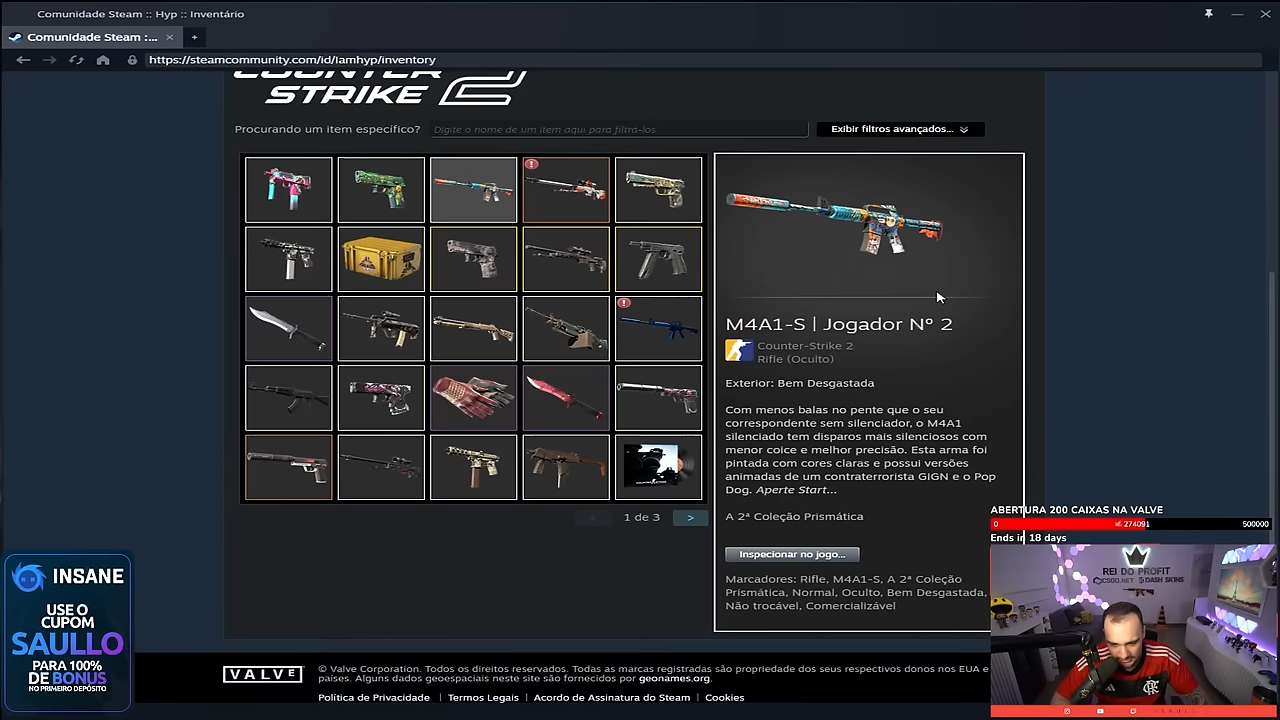 Comunidade Steam :: Hyp :: Inventário
Comunidade Steam :...
https://steamcommunity.com/id/Iamhyp/inventory
COUNTER
STRIKE 2
Procurando um item específico?
Digite o nome de um item aqui para filtrá-los
Exibir filtros avançados...
M4A1-S | Jogador Nº 2
Counter-Strike 2
Rifle (Oculto)
Exterior: Bem Desgastada
Com menos balas no pente que o seu
correspondente sem silenciador, o M4A1
silenciado tem disparos mais silenciosos com
menor coice e melhor precisão. Esta arma foi
pintada com cores claras e possui versões
animadas de um contraterrorista GIGN e o Pop
Dog. Aperte Start...
A 2ª Coleção Prismática
Inspecionar no jogo...
Marcadores: Rifle, M4A1-S, A 2ª Coleção
Prismática, Normal, Oculto, Bem Desgastada,
Não trocável, Comercializável
< 1 de 3 >
ABERTURA 200 CAIXAS NA VALVE
0
274091
500000
Ends in 18 days
REI DO PROFIT
CSGO.NET DASH SKINS
INSANE
USE O
CUPOM
SAULLO
PARA 100%
DE BONUS
NO PRIMEIRO DEPÓSITO
VALVE
© Valve Corporation. Todos os direitos reservados. Todas as marcas registradas são propriedade dos seus respectivos donos nos EUA e
países. Alguns dados geoespaciais neste site são fornecidos por geonames.org.
Política de Privacidade | Termos Legais | Acordo de Assinatura do Steam | Cookies